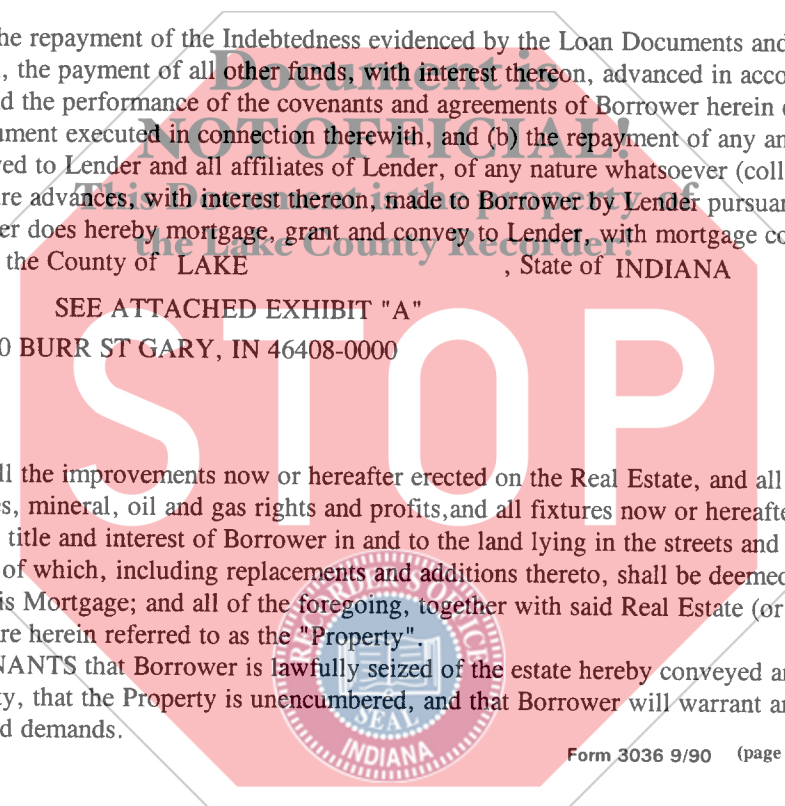 he repayment of the Indebtedness evidenced by the Loan Documents and
, the payment of all other funds, with interest thereon, advanced in acco
d the performance of the covenants and agreements of Borrower herein
ument executed in connection therewith, and (b) the repayment of any an
ed to Lender and all affiliates of Lender, of any nature whatsoever (coll
re advances, with interest thereon, made to Borrower by Lender pursuan
er does hereby mortgage, grant and convey to Lender, with mortgage co
the County of LAKE , State of INDIANA
SEE ATTACHED EXHIBIT "A"
0 BURR ST GARY, IN 46408-0000
ll the improvements now or hereafter erected on the Real Estate, and all
s, mineral, oil and gas rights and profits,and all fixtures now or hereafte
title and interest of Borrower in and to the land lying in the streets and
of which, including replacements and additions thereto, shall be deemed
is Mortgage; and all of the foregoing, together with said Real Estate (or
re herein referred to as the "Property".
NANTS that Borrower is lawfully seized of the estate hereby conveyed an
ty, that the Property is unencumbered, and that Borrower will warrant an
d demands.
Form 3036 9/90 (page
Document is
NOT OFFICIAL!
This Document is the property of
the Lake County Recorder!
STOP
RECORDER'S OFFICE
SEAL
INDIANA